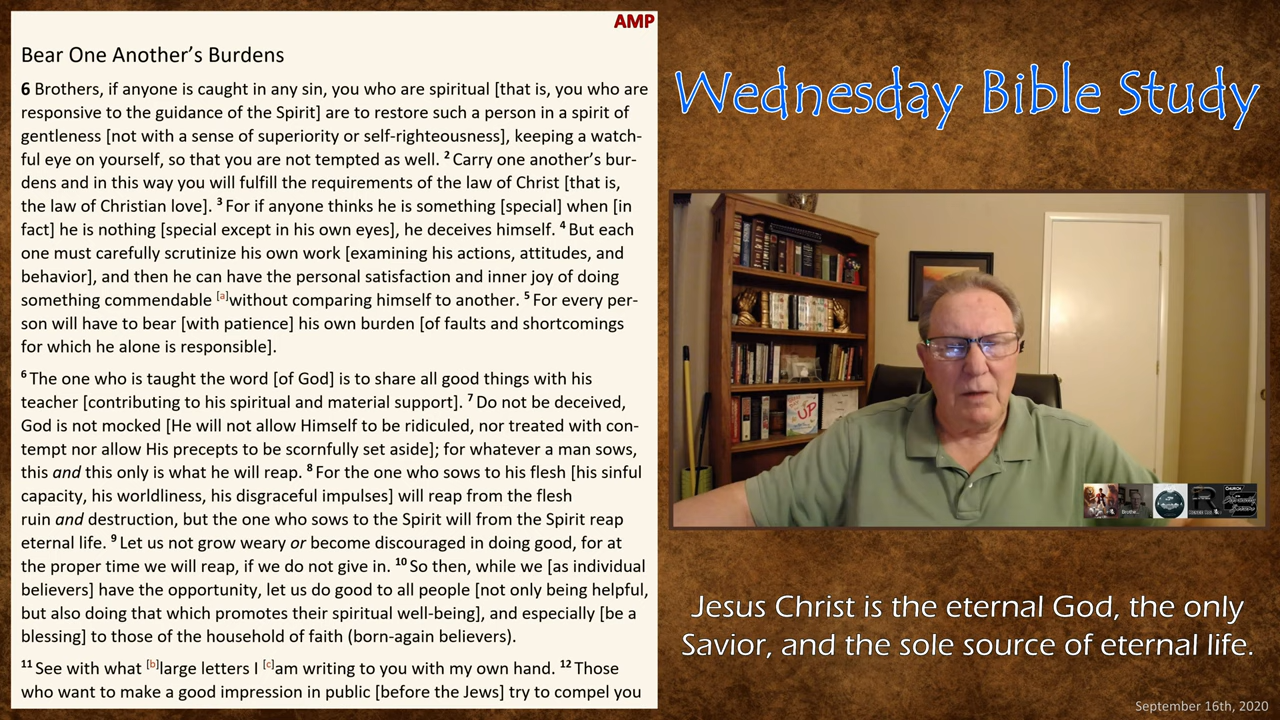 AMP
Bear One Another’s Burdens
6 Brothers, if anyone is caught in any sin, you who are spiritual [that is, you who are
responsive to the guidance of the Spirit] are to restore such a person in a spirit of
gentleness [not with a sense of superiority or self-righteousness], keeping a watch-
ful eye on yourself, so that you are not tempted as well. 2 Carry one another’s bur-
dens and in this way you will fulfill the requirements of the law of Christ [that is,
the law of Christian love]. 3 For if anyone thinks he is something [special] when [in
fact] he is nothing [special except in his own eyes], he deceives himself. 4 But each
one must carefully scrutinize his own work [examining his actions, attitudes, and
behavior], and then he can have the personal satisfaction and inner joy of doing
something commendable [a]without comparing himself to another. 5 For every per-
son will have to bear [with patience] his own burden [of faults and shortcomings
for which he alone is responsible].
6 The one who is taught the word [of God] is to share all good things with his
teacher [contributing to his spiritual and material support]. 7 Do not be deceived,
God is not mocked [He will not allow Himself to be ridiculed, nor treated with con-
tempt nor allow His precepts to be scornfully set aside]; for whatever a man sows,
this and this only is what he will reap. 8 For the one who sows to his flesh [his sinful
capacity, his worldliness, his disgraceful impulses] will reap from the flesh
ruin and destruction, but the one who sows to the Spirit will from the Spirit reap
eternal life. 9 Let us not grow weary or become discouraged in doing good, for at
the proper time we will reap, if we do not give in. 10 So then, while we [as individual
believers] have the opportunity, let us do good to all people [not only being helpful,
but also doing that which promotes their spiritual well-being], and especially [be a
blessing] to those of the household of faith (born-again believers).
11 See with what [b]large letters I [c]am writing to you with my own hand. 12 Those
who want to make a good impression in public [before the Jews] try to compel you
Wednesday Bible Study
UP
Brothe...
CHURCH
Jesus Christ is the eternal God, the only
Savior, and the sole source of eternal life.
September 16th, 2020